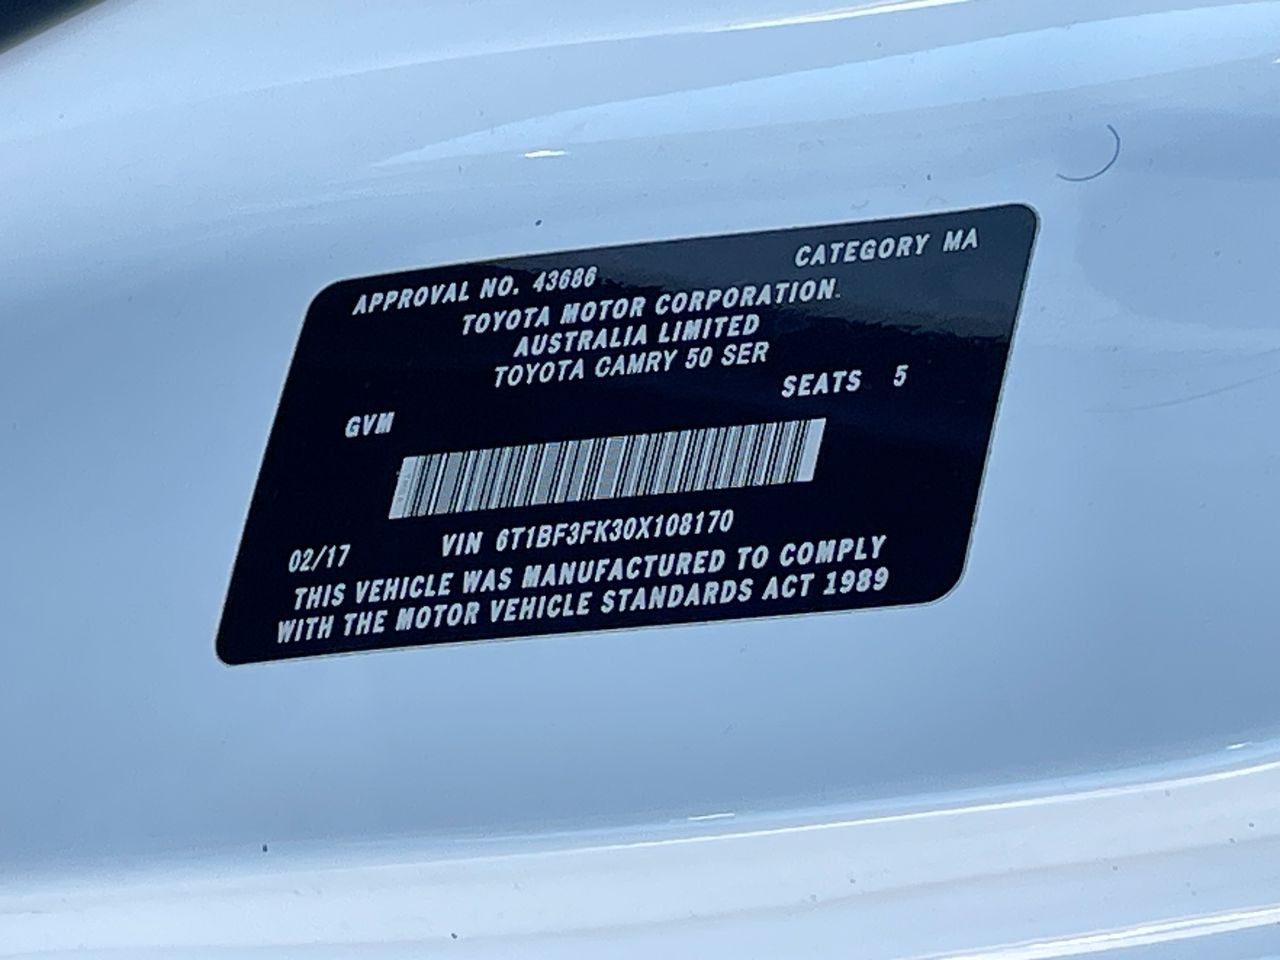 APPROVAL NO. 43686 CATEGORY MA
TOYOTA MOTOR CORPORATION.
AUSTRALIA LIMITED
TOYOTA CAMRY 50 SER
SEATS 5
GVM
02/17 VIN 6T1BF3FK30X108170
THIS VEHICLE WAS MANUFACTURED TO COMPLY
WITH THE MOTOR VEHICLE STANDARDS ACT 1989